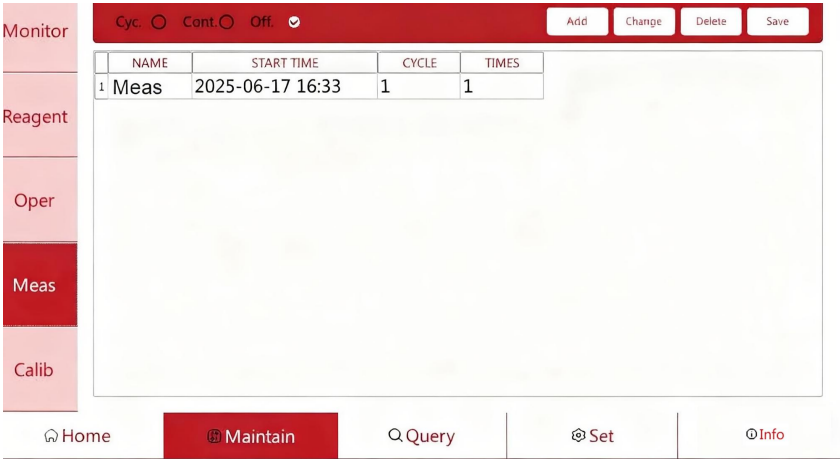 Monitor
Reagent
Oper
Meas
Calib
Cyc. Cont. Off. Add Change Delete Save
NAME START TIME CYCLE TIMES
1 Meas 2025-06-17 16:33 1 1
Home Maintain Query Set Info